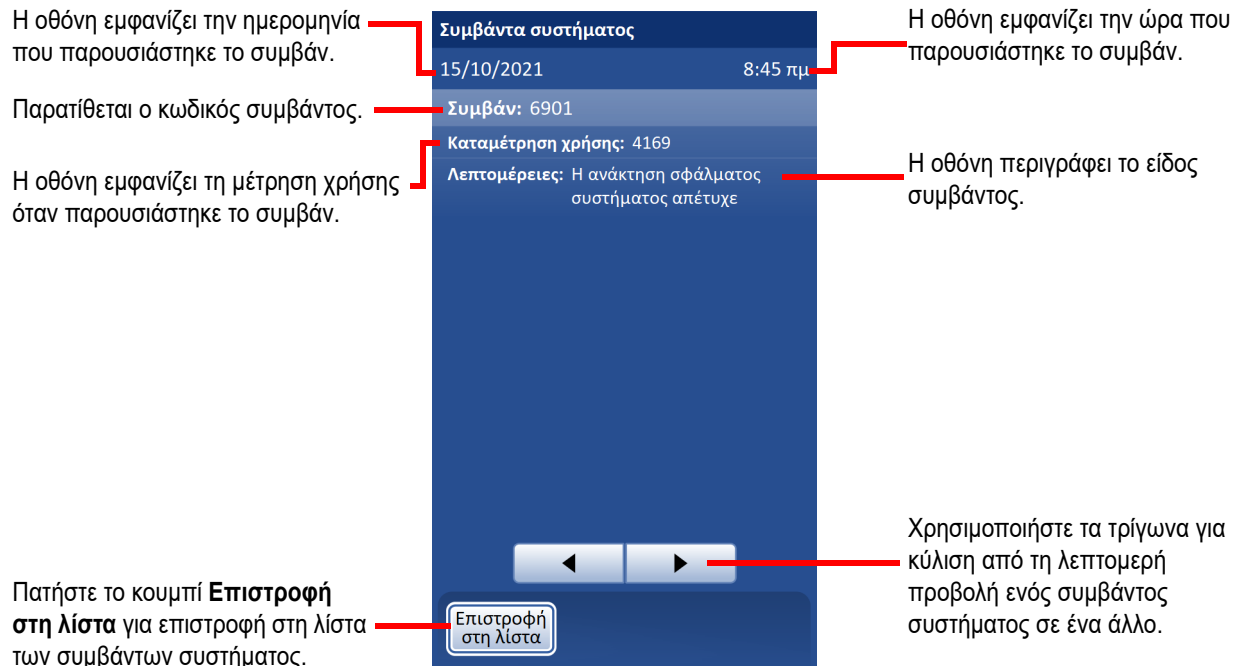 Η οθόνη εμφανίζει την ημερομηνία
που παρουσιάστηκε το συμβάν.
Παρατίθεται ο κωδικός συμβάντος.
Η οθόνη εμφανίζει τη μέτρηση χρήσης
όταν παρουσιάστηκε το συμβάν.
Πατήστε το κουμπί Επιστροφή
στη λίστα για επιστροφή στη λίστα
των συμβάντων συστήματος.
Συμβάντα συστήματος
15/10/2021 8:45 πμ
Συμβάν: 6901
Καταμέτρηση χρήσης: 4169
Λεπτομέρειες: Η ανάκτηση σφάλματος
συστήματος απέτυχε
Επιστροφή
στη λίστα
Η οθόνη εμφανίζει την ώρα που
παρουσιάστηκε το συμβάν.
Η οθόνη περιγράφει το είδος
συμβάντος.
Χρησιμοποιήστε τα τρίγωνα για
κύλιση από τη λεπτομερή
προβολή ενός συμβάντος
συστήματος σε ένα άλλο.